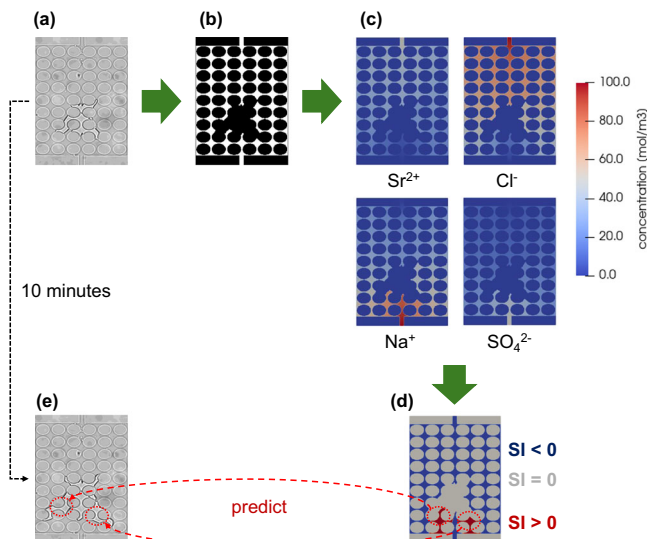 (a)
(b)
(c)
100.0
80.0
60.0
40.0
20.0
0.0
concentration (mol/m3)
Sr²⁺
Cl⁻
10 minutes
Na⁺
SO₄²⁻
(e)
(d)
SI < 0
SI = 0
SI > 0
predict